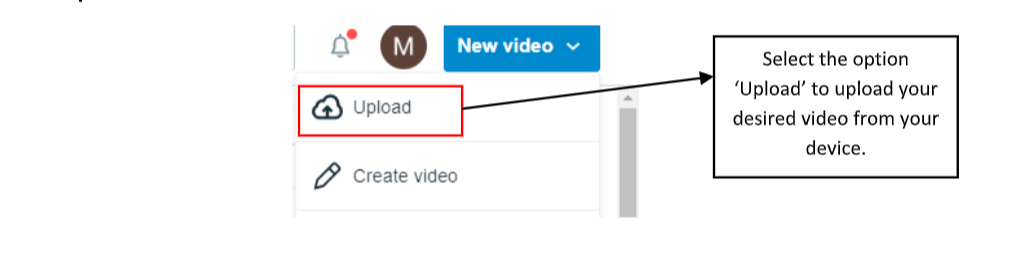 M
New video
Upload
Create video
Select the option
‘Upload’ to upload your
desired video from your
device.